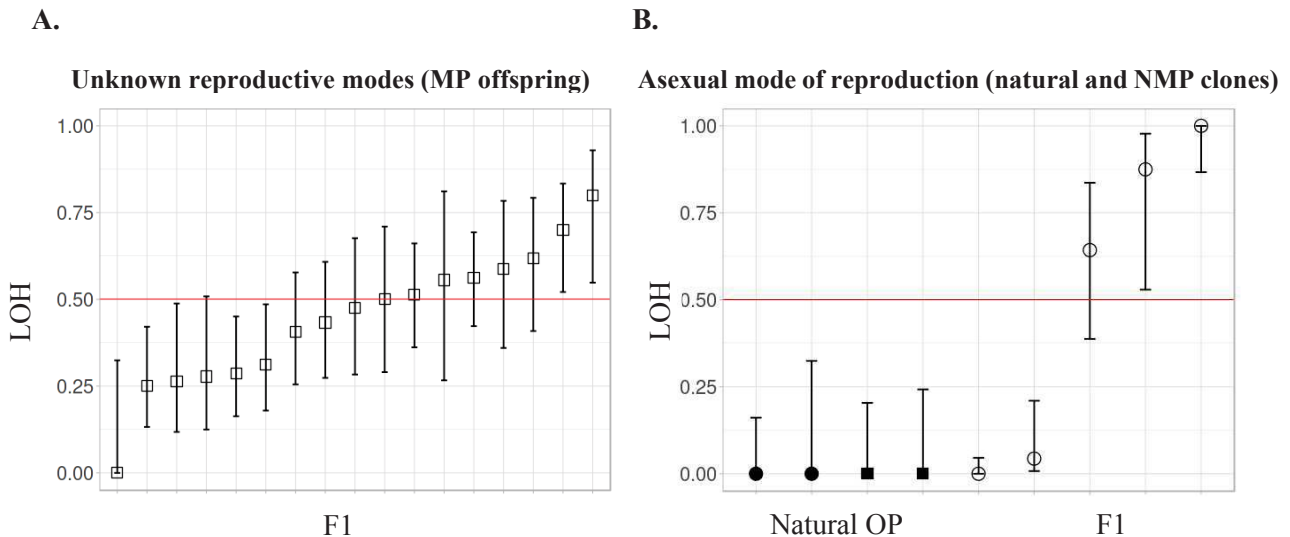 A.
Unknown reproductive modes (MP offspring)
1.00
0.75
0.50
0.25
0.00
LOH
F1
B.
Asexual mode of reproduction (natural and NMP clones)
1.00
0.75
0.50
0.25
0.00
LOH
Natural OP
F1